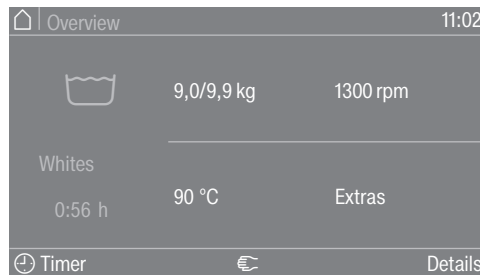 Overview 11:02
9,0/9,9 kg 1300 rpm
Whites
90 °C Extras
0:56 h
Timer Details